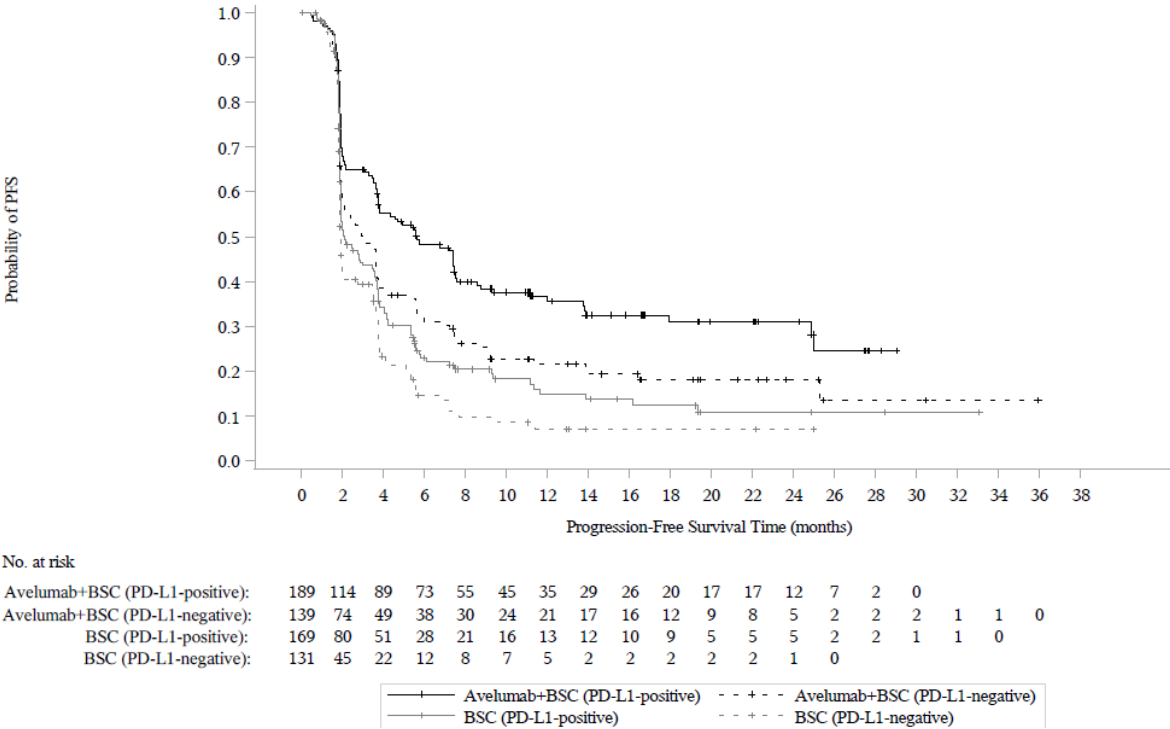 Probability of PFS
1.0
0.9
0.8
0.7
0.6
0.5
0.4
0.3
0.2
0.1
0.0
0 2 4 6 8 10 12 14 16 18 20 22 24 26 28 30 32 34 36 38
Progression-Free Survival Time (months)
No. at risk
Avelumab+BSC (PD-L1-positive): 189 114 89 73 55 45 35 29 26 20 17 17 12 7 2 0
Avelumab+BSC (PD-L1-negative): 139 74 49 38 30 24 21 17 16 12 9 8 5 2 2 2 1 1 0
BSC (PD-L1-positive): 169 80 51 28 21 16 13 12 10 9 5 5 5 2 2 1 1 0
BSC (PD-L1-negative): 131 45 22 12 8 7 5 2 2 2 2 2 1 0
Avelumab+BSC (PD-L1-positive) Avelumab+BSC (PD-L1-negative)
BSC (PD-L1-positive) BSC (PD-L1-negative)